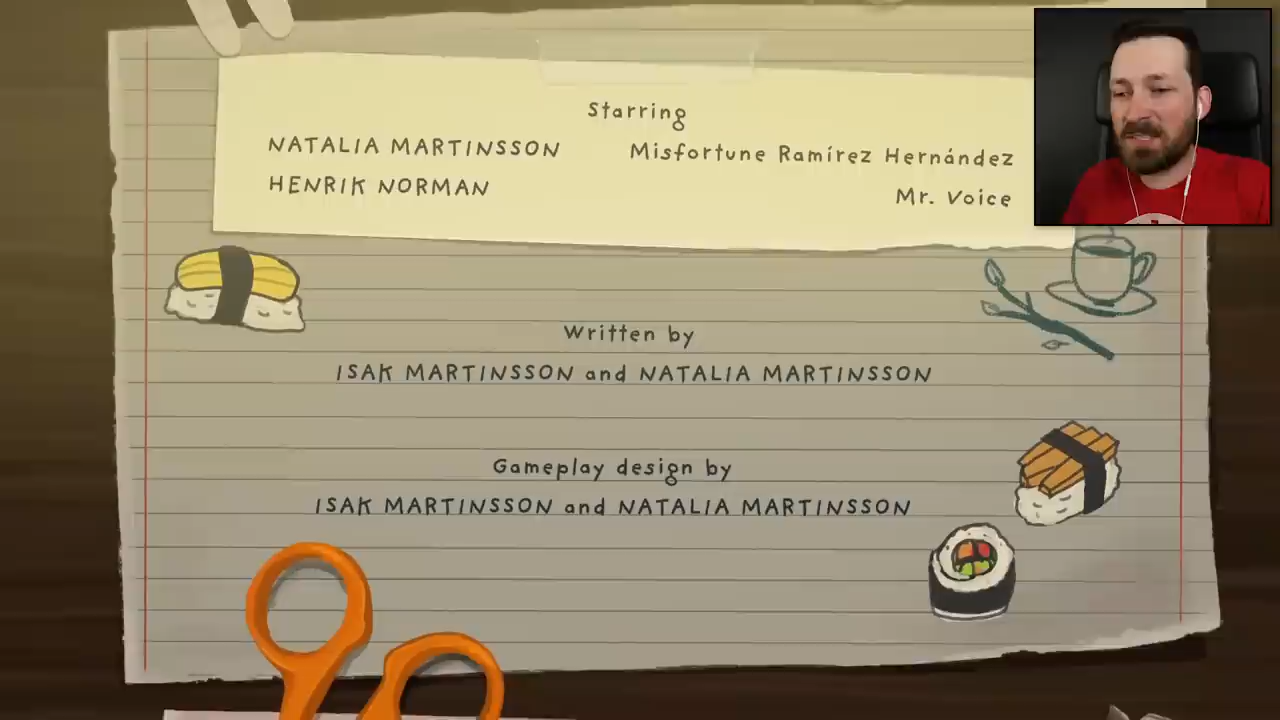 Starring
NATALIA MARTINSSON Misfortune Ramírez Hernández
HENRIK NORMAN Mr. Voice
Written by
ISAK MARTINSSON and NATALIA MARTINSSON
Gameplay design by
ISAK MARTINSSON and NATALIA MARTINSSON